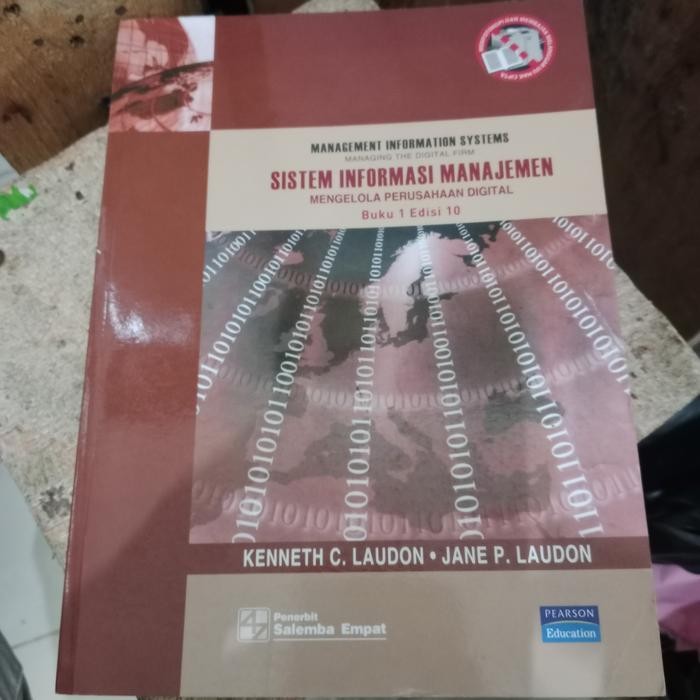 MANAGEMENT INFORMATION SYSTEMS
MANAGING THE DIGITAL FIRM
SISTEM INFORMASI MANAJEMEN
MENGELOLA PERUSAHAAN DIGITAL
Buku 1 Edisi 10
KENNETH C. LAUDON • JANE P. LAUDON
Penerbit
Salemba Empat
PEARSON
Education